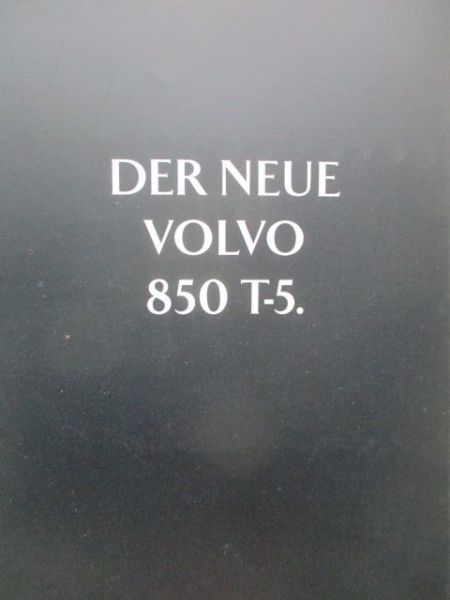 DER NEUE
VOLVO
850 T-5.